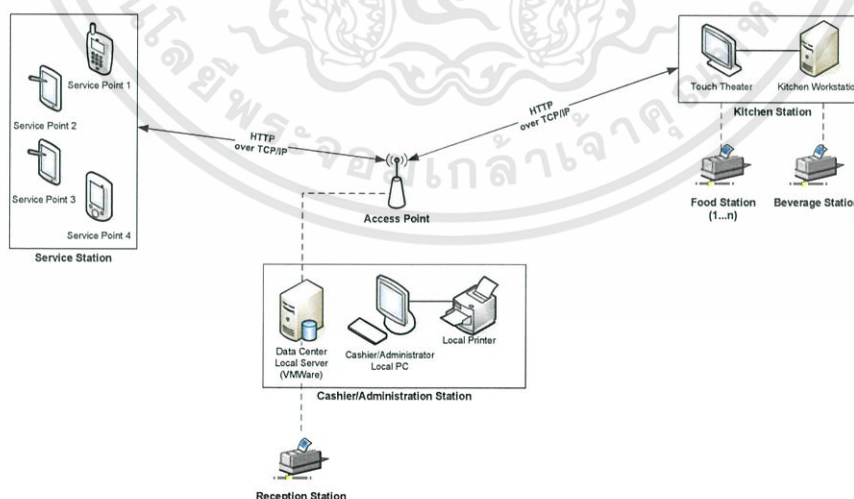 Service Point 1
Service Point 2
Service Point 3
Service Point 4
Service Station
HTTP
over TCP/IP
Access Point
HTTP
over TCP/IP
Touch Theater
Kitchen Workstation
Kitchen Station
Food Station
(1...n)
Beverage Station
Data Center
Local Server
(VMWare)
Cashier/Administrator
Local PC
Local Printer
Cashier/Administration Station
Reception Station